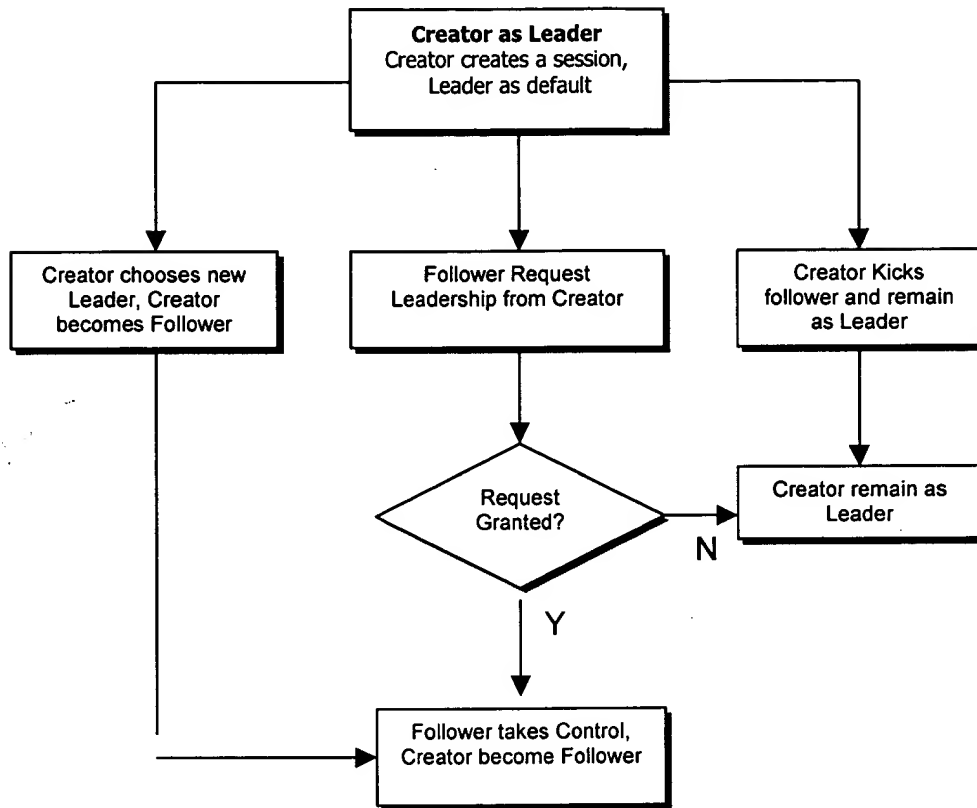 Creator as Leader
Creator creates a session,
Leader as default
Creator chooses new
Leader, Creator
becomes Follower
Follower Request
Leadership from Creator
Creator Kicks
follower and remain
as Leader
Request
Granted?
Creator remain as
Leader
N
Y
Follower takes Control,
Creator become Follower